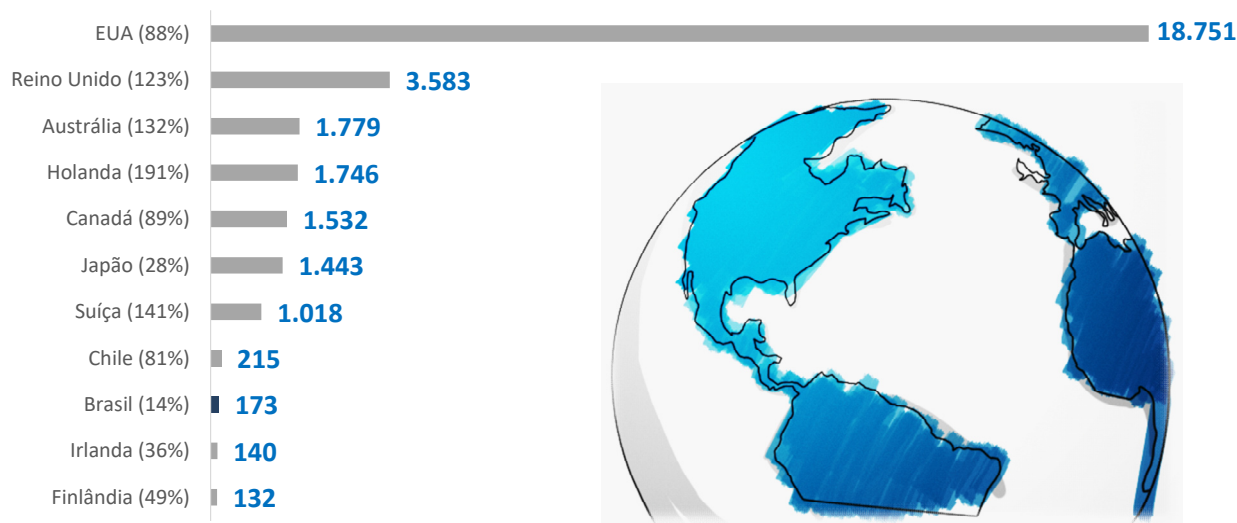 EUA (88%) 18.751
Reino Unido (123%) 3.583
Austrália (132%) 1.779
Holanda (191%) 1.746
Canadá (89%) 1.532
Japão (28%) 1.443
Suíça (141%) 1.018
Chile (81%) 215
Brasil (14%) 173
Irlanda (36%) 140
Finlândia (49%) 132